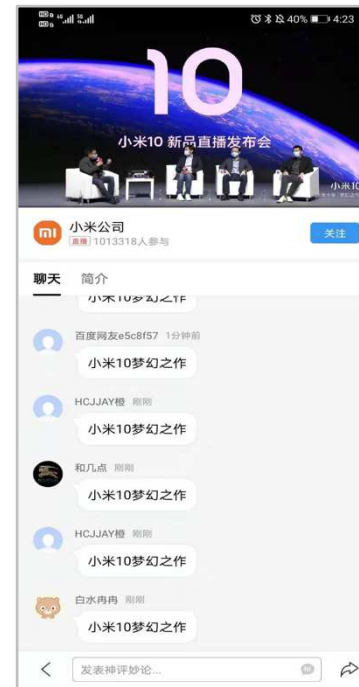 HD 4G 5G 40% 4:23
10
小米10 新品直播发布会
小米10
小米公司
关注
直播 1013318人参与
聊天 简介
小米10梦幻之作
百度网友e5c8f57 1分钟前
小米10梦幻之作
HCJJAY橙 刚刚
小米10梦幻之作
和几点 刚刚
小米10梦幻之作
HCJJAY橙 刚刚
小米10梦幻之作
白水冉冉 刚刚
小米10梦幻之作
发表神评妙论...